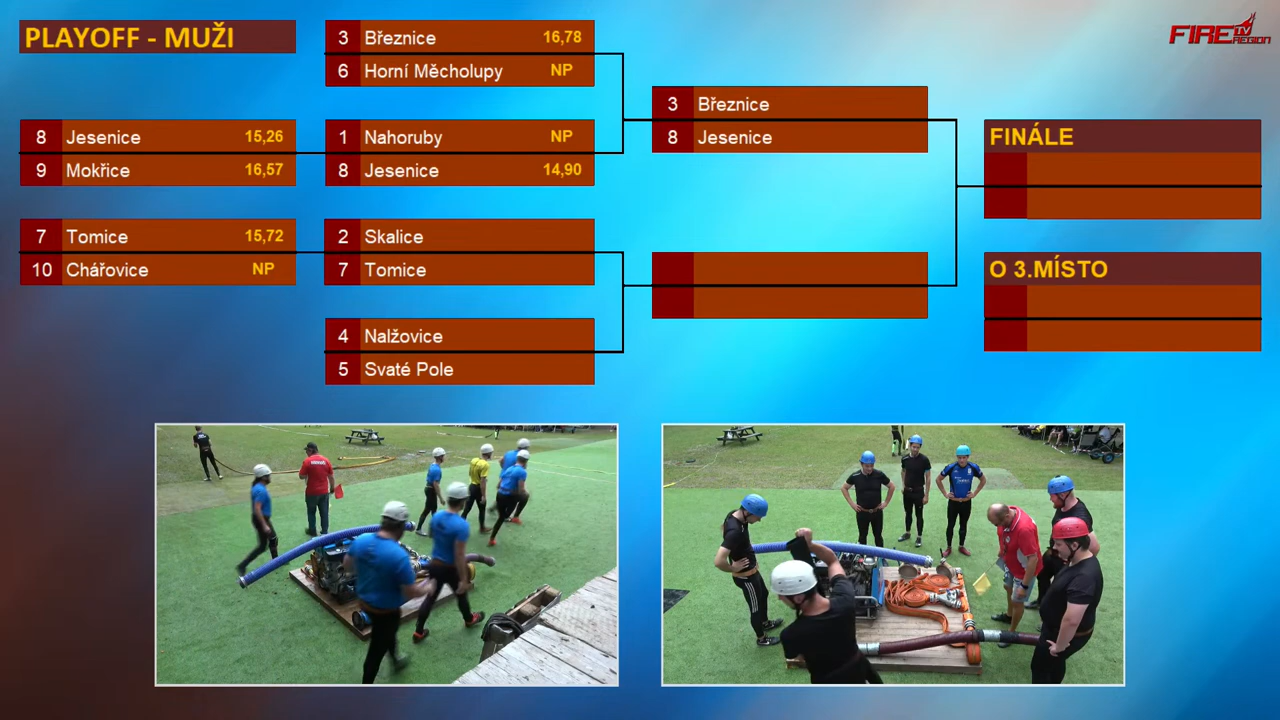 PLAYOFF - MUŽI
8 Jesenice 15,26
9 Mokřice 16,57
7 Tomice 15,72
10 Chářovice NP
3 Březnice 16,78
6 Horní Měcholupy NP
1 Nahoruby NP
8 Jesenice 14,90
2 Skalice
7 Tomice
4 Nalžovice
5 Svaté Pole
3 Březnice
8 Jesenice
FINÁLE
O 3.MÍSTO
FIRE TV
REGION